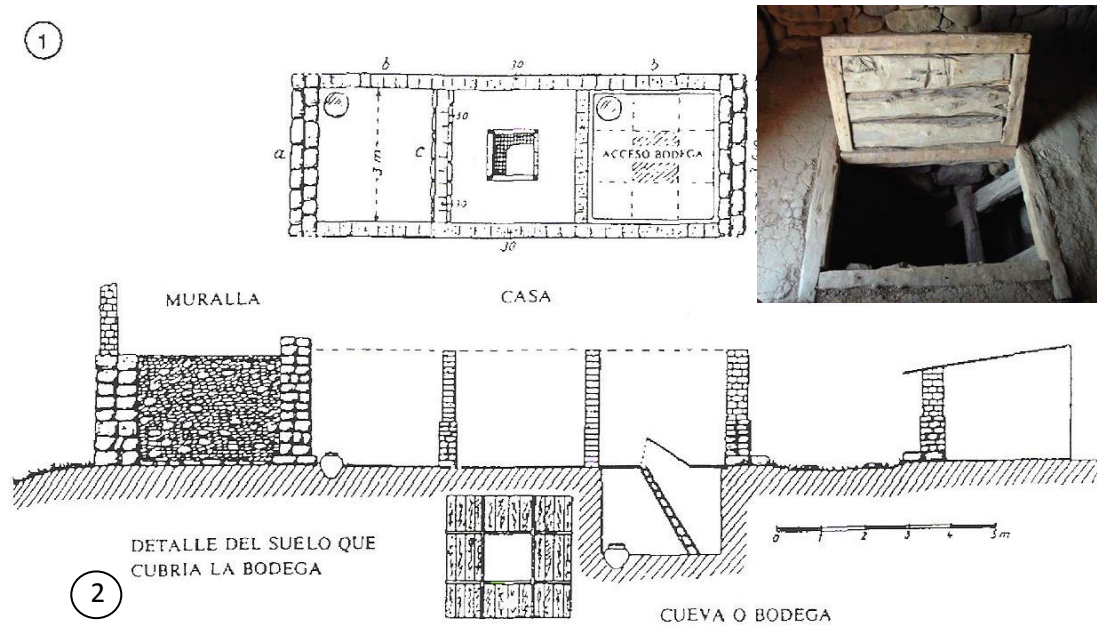 1
b 30 b
a 3 m c 30 ACCESO BODEGA
30
30
MURALLA
CASA
DETALLE DEL SUELO QUE
CUBRIA LA BODEGA
0 1 2 3 4 5 m
2
CUEVA O BODEGA